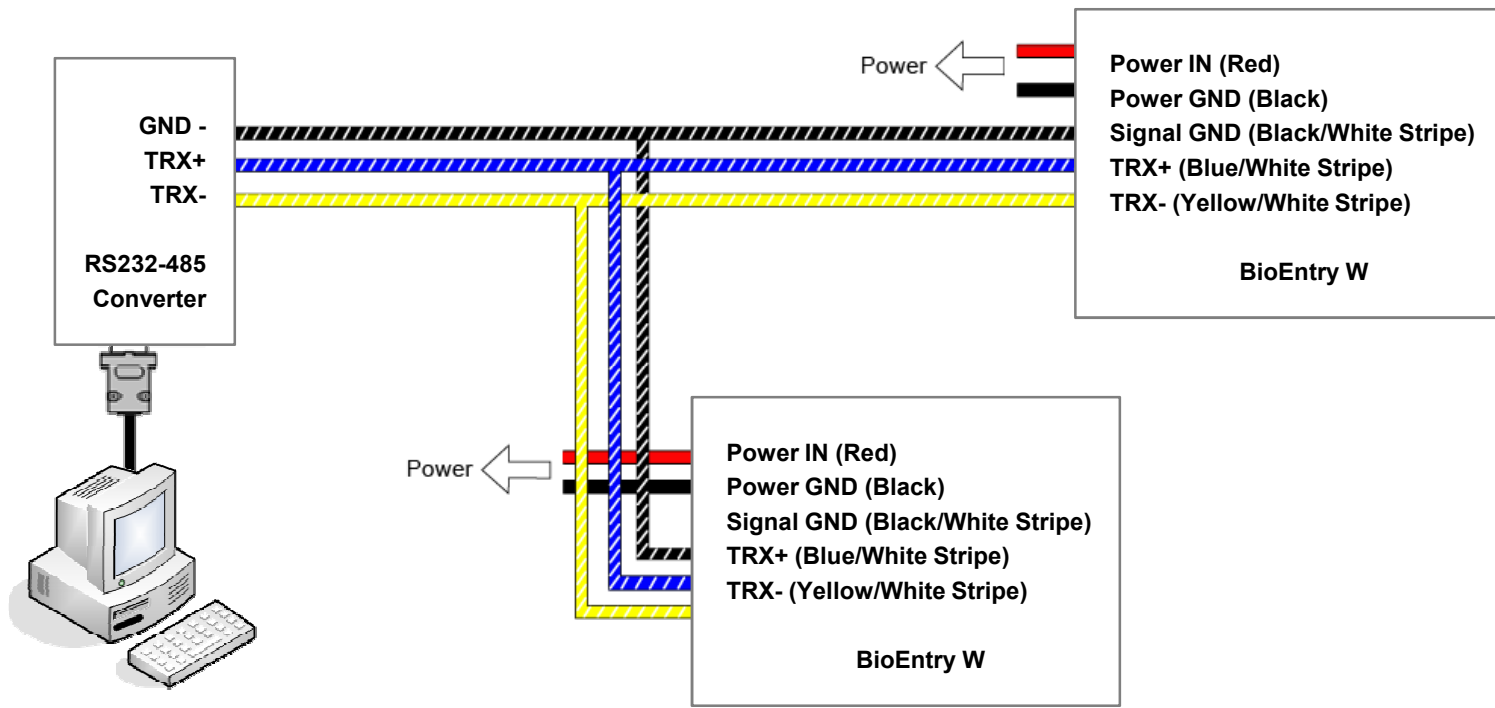 Power
Power IN (Red)
Power GND (Black)
Signal GND (Black/White Stripe)
TRX+ (Blue/White Stripe)
TRX- (Yellow/White Stripe)
BioEntry W
GND -
TRX+
TRX-
RS232-485
Converter
Power
Power IN (Red)
Power GND (Black)
Signal GND (Black/White Stripe)
TRX+ (Blue/White Stripe)
TRX- (Yellow/White Stripe)
BioEntry W